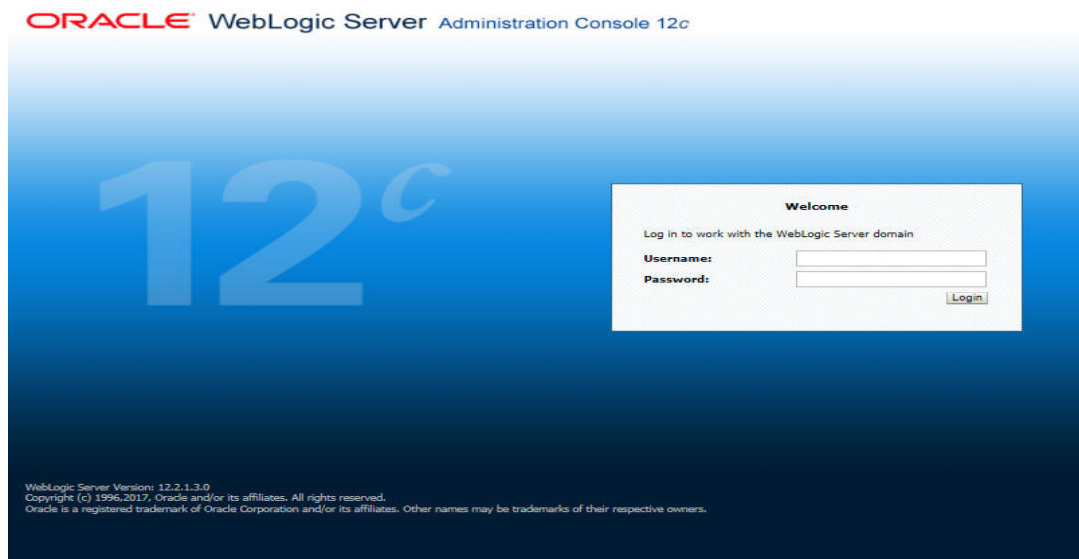 ORACLE WebLogic Server Administration Console 12c
12c
Welcome
Log in to work with the WebLogic Server domain
Username:
Password:
Login
WebLogic Server Version: 12.2.1.3.0
Copyright (c) 1996,2017, Oracle and/or its affiliates. All rights reserved.
Oracle is a registered trademark of Oracle Corporation and/or its affiliates. Other names may be trademarks of their respective owners.